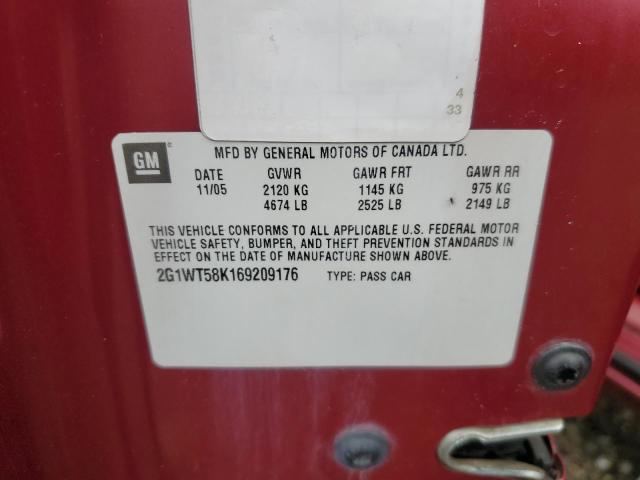 4
33
GM
MFD BY GENERAL MOTORS OF CANADA LTD.
DATE GVWR GAWR FRT GAWR RR
11/05 2120 KG 1145 KG 975 KG
4674 LB 2525 LB 2149 LB
THIS VEHICLE CONFORMS TO ALL APPLICABLE U.S. FEDERAL MOTOR
VEHICLE SAFETY, BUMPER, AND THEFT PREVENTION STANDARDS IN
EFFECT ON THE DATE OF MANUFACTURE SHOWN ABOVE.
2G1WT58K169209176 TYPE: PASS CAR